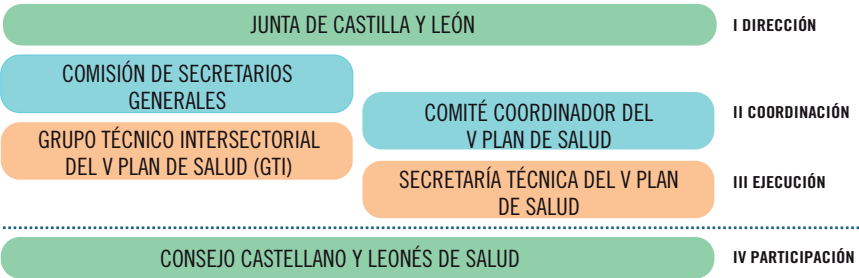 JUNTA DE CASTILLA Y LEÓN
I DIRECCIÓN
COMISIÓN DE SECRETARIOS
GENERALES
COMITÉ COORDINADOR DEL
V PLAN DE SALUD
II COORDINACIÓN
GRUPO TÉCNICO INTERSECTORIAL
DEL V PLAN DE SALUD (GTI)
SECRETARÍA TÉCNICA DEL V PLAN
DE SALUD
III EJECUCIÓN
CONSEJO CASTELLANO Y LEONÉS DE SALUD
IV PARTICIPACIÓN